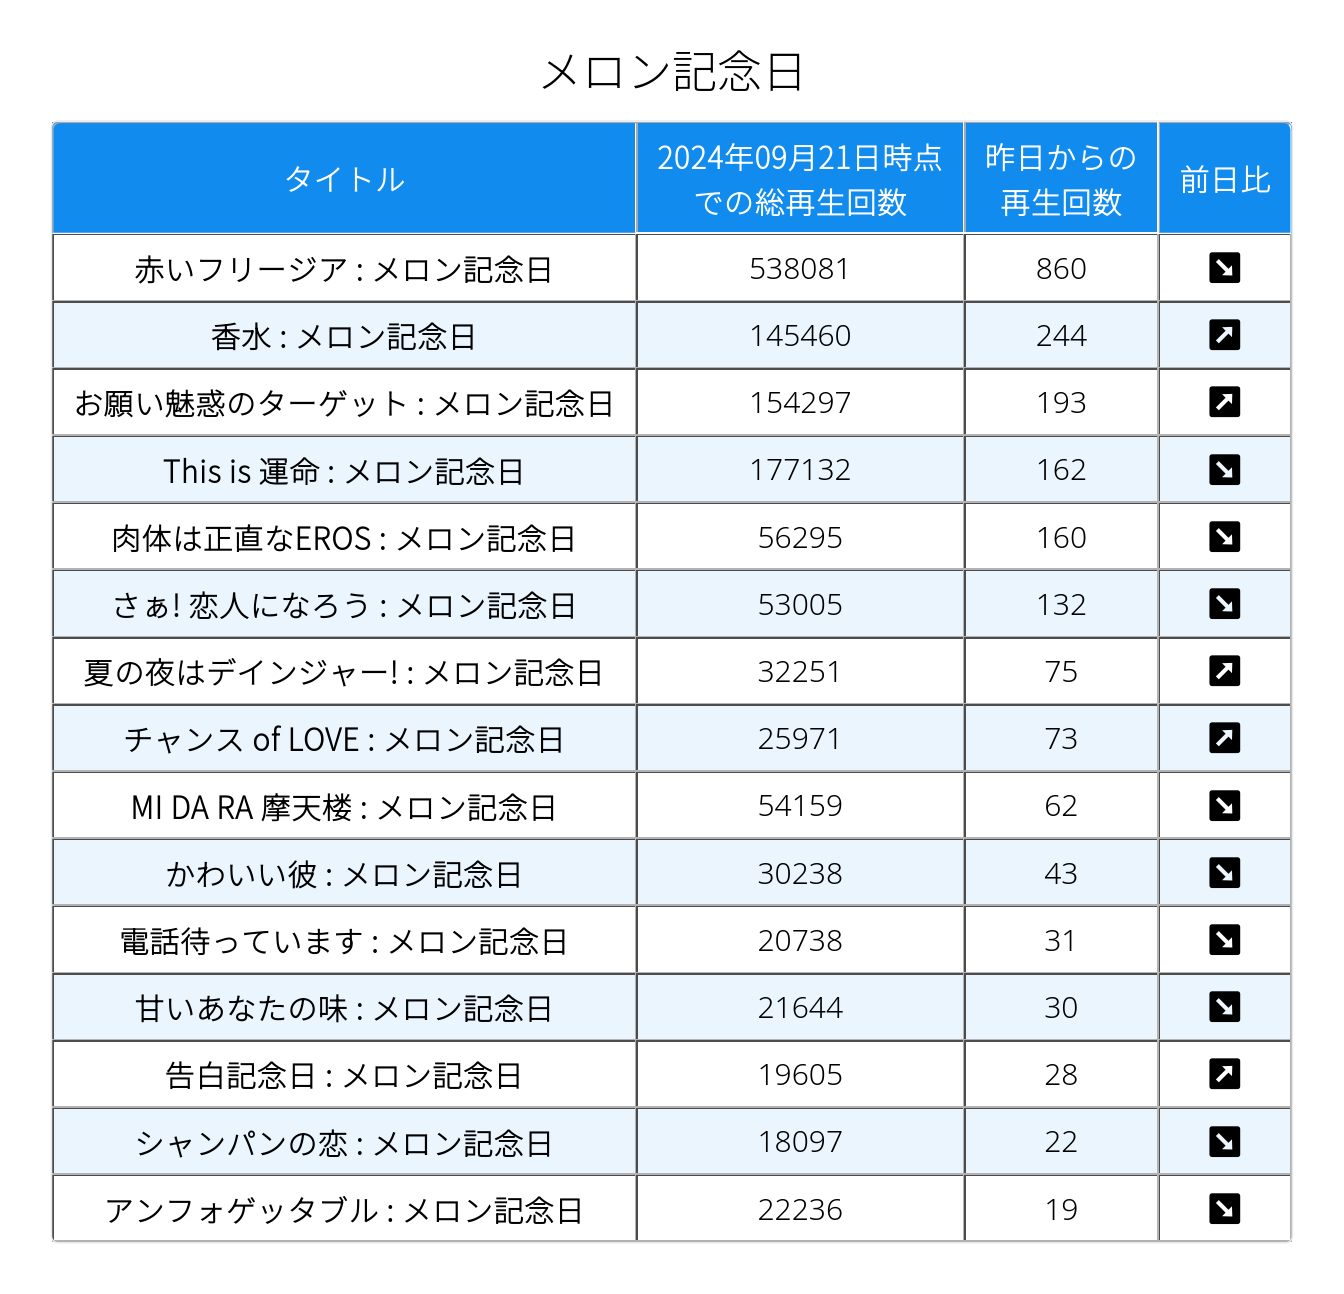 メロン記念日
タイトル 2024年09月21日時点での総再生回数 昨日からの再生回数 前日比
赤いフリージア : メロン記念日 538081 860 ↘
香水 : メロン記念日 145460 244 ↗
お願い魅惑のターゲット : メロン記念日 154297 193 ↗
This is 運命 : メロン記念日 177132 162 ↘
肉体は正直なEROS : メロン記念日 56295 160 ↘
さぁ! 恋人になろう : メロン記念日 53005 132 ↘
夏の夜はデインジャー! : メロン記念日 32251 75 ↗
チャンス of LOVE : メロン記念日 25971 73 ↗
MI DA RA 摩天楼 : メロン記念日 54159 62 ↘
かわいい彼 : メロン記念日 30238 43 ↘
電話待っています : メロン記念日 20738 31 ↘
甘いあなたの味 : メロン記念日 21644 30 ↘
告白記念日 : メロン記念日 19605 28 ↗
シャンパンの恋 : メロン記念日 18097 22 ↘
アンフォゲッタブル : メロン記念日 22236 19 ↘